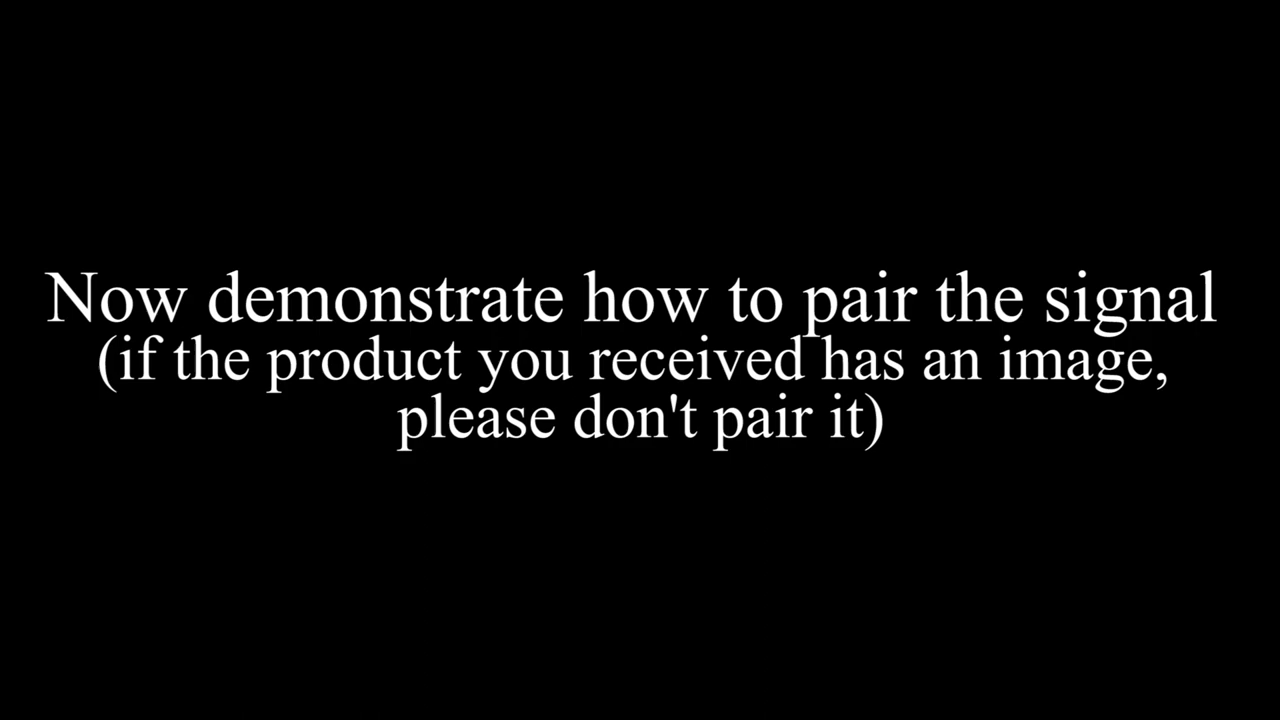 Now demonstrate how to pair the signal
(if the product you received has an image,
please don't pair it)